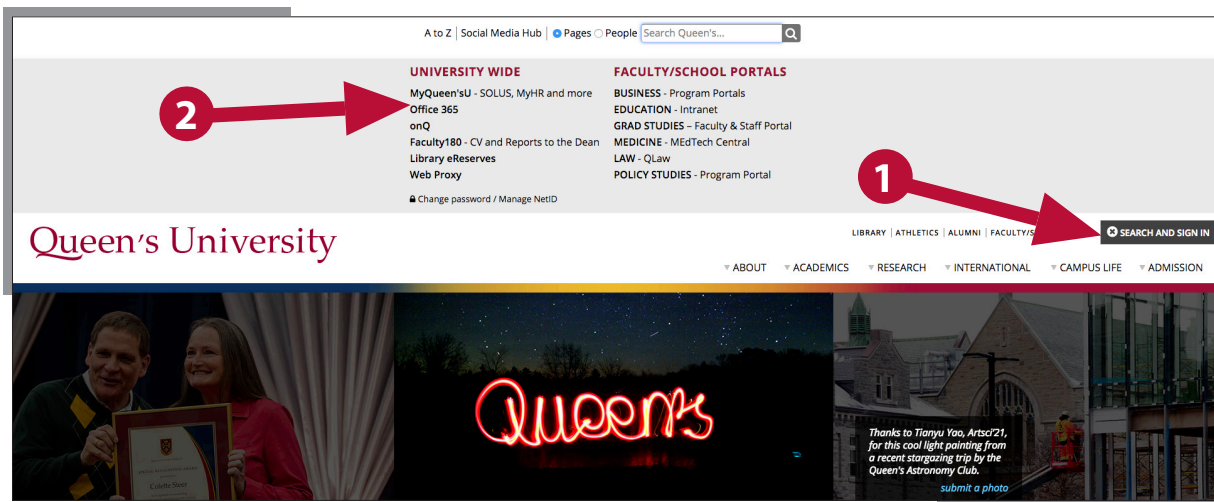 A to Z | Social Media Hub | Pages People Search Queen's...
UNIVERSITY WIDE
MyQueen'sU - SOLUS, MyHR and more
Office 365
onQ
Faculty180 - CV and Reports to the Dean
Library eReserves
Web Proxy
Change password / Manage NetID
FACULTY/SCHOOL PORTALS
BUSINESS - Program Portals
EDUCATION - Intranet
GRAD STUDIES – Faculty & Staff Portal
MEDICINE - MEdTech Central
LAW - QLaw
POLICY STUDIES - Program Portal
2
1
Queen's University
LIBRARY | ATHLETICS | ALUMNI | FACULTY/S
SEARCH AND SIGN IN
ABOUT ACADEMICS RESEARCH INTERNATIONAL CAMPUS LIFE ADMISSION
Queen's
Colette Steer
Thanks to Tianyu Yao, Artsci'21,
for this cool light painting from
a recent stargazing trip by the
Queen's Astronomy Club.
submit a photo